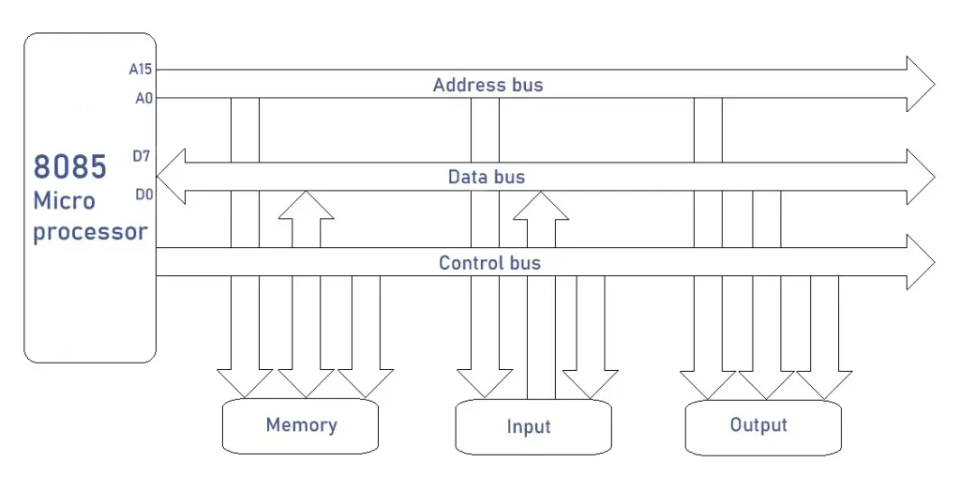 A15
Address bus
A0
D7
8085
Data bus
D0
Micro
processor
Control bus
Memory
Input
Output